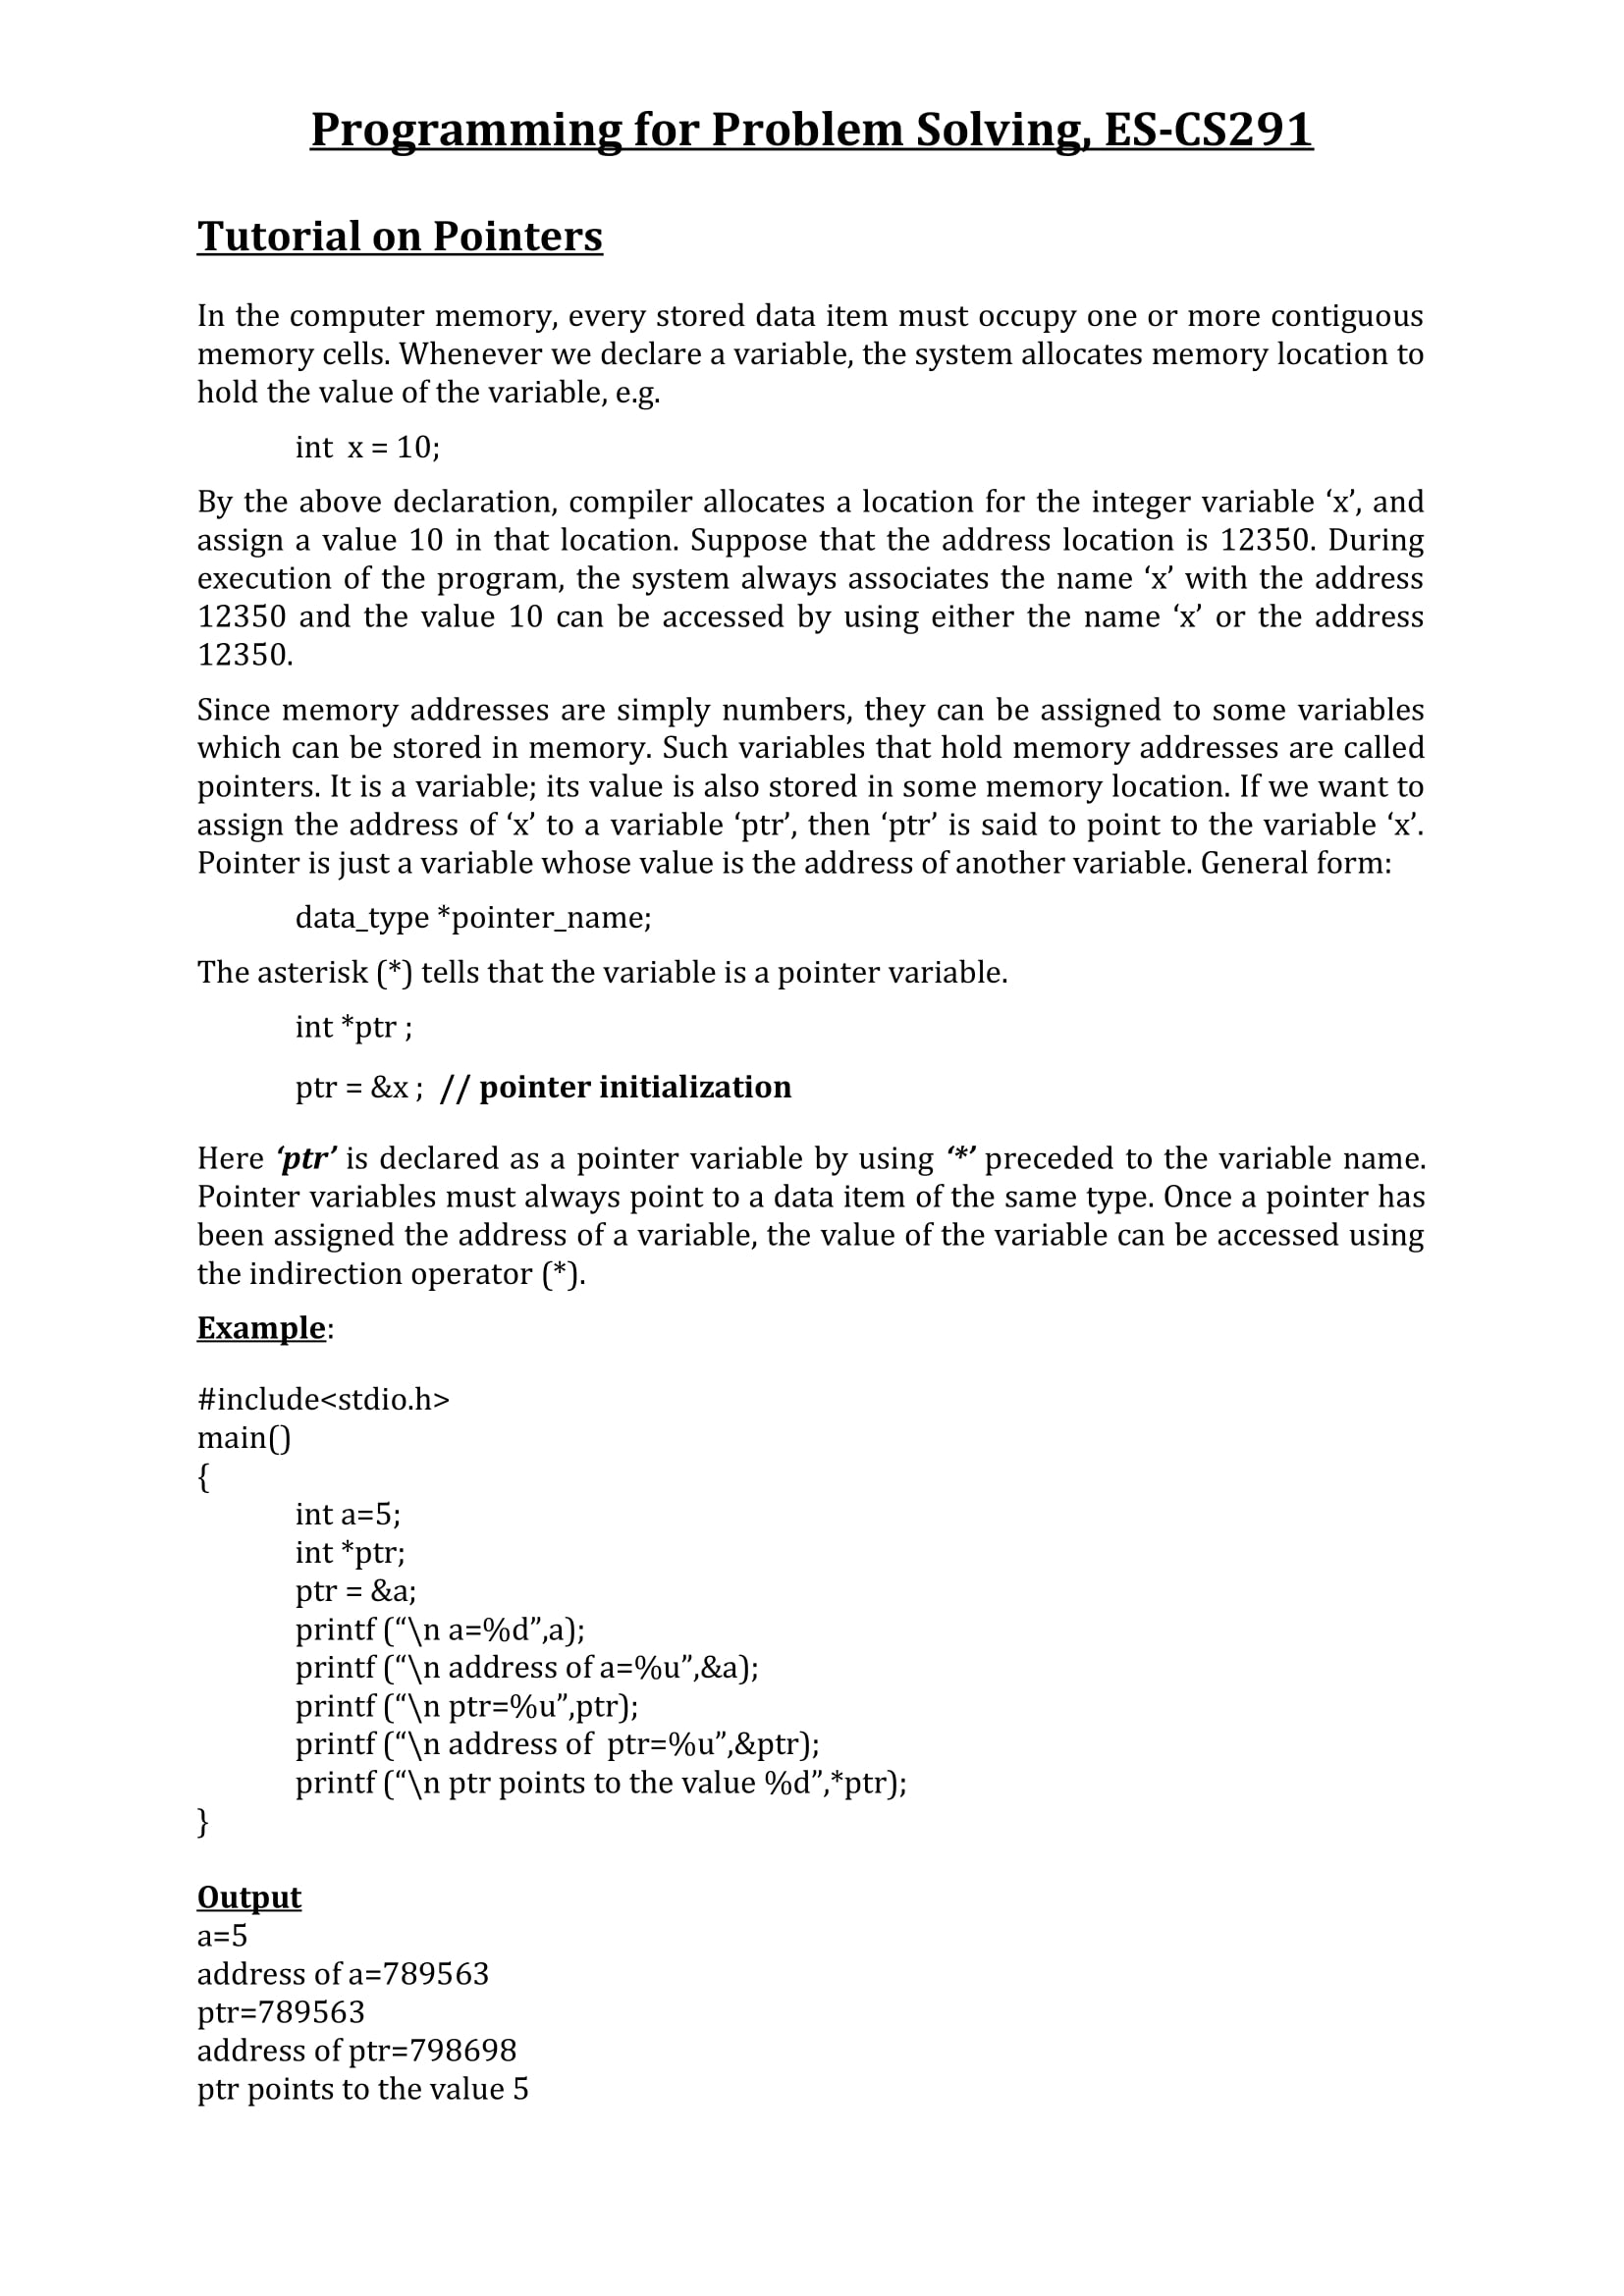 Programming for Problem Solving, ES-CS291
Tutorial on Pointers
In the computer memory, every stored data item must occupy one or more contiguous
memory cells. Whenever we declare a variable, the system allocates memory location to
hold the value of the variable, e.g.
int  x = 10;
By the above declaration, compiler allocates a location for the integer variable ‘x’, and
assign a value 10 in that location. Suppose that the address location is 12350. During
execution of the program, the system always associates the name ‘x’ with the address
12350 and the value 10 can be accessed by using either the name ‘x’ or the address
12350.
Since memory addresses are simply numbers, they can be assigned to some variables
which can be stored in memory. Such variables that hold memory addresses are called
pointers. It is a variable; its value is also stored in some memory location. If we want to
assign the address of ‘x’ to a variable ‘ptr’, then ‘ptr’ is said to point to the variable ‘x’.
Pointer is just a variable whose value is the address of another variable. General form:
data_type *pointer_name;
The asterisk (*) tells that the variable is a pointer variable.
int *ptr ;
ptr = &x ;  // pointer initialization
Here ‘ptr’ is declared as a pointer variable by using ‘*’ preceded to the variable name.
Pointer variables must always point to a data item of the same type. Once a pointer has
been assigned the address of a variable, the value of the variable can be accessed using
the indirection operator (*).
Example:
#include<stdio.h>
main()
{
int a=5;
int *ptr;
ptr = &a;
printf (“\n a=%d”,a);
printf (“\n address of a=%u”,&a);
printf (“\n ptr=%u”,ptr);
printf (“\n address of  ptr=%u”,&ptr);
printf (“\n ptr points to the value %d”,*ptr);
}
Output
a=5
address of a=789563
ptr=789563
address of ptr=798698
ptr points to the value 5